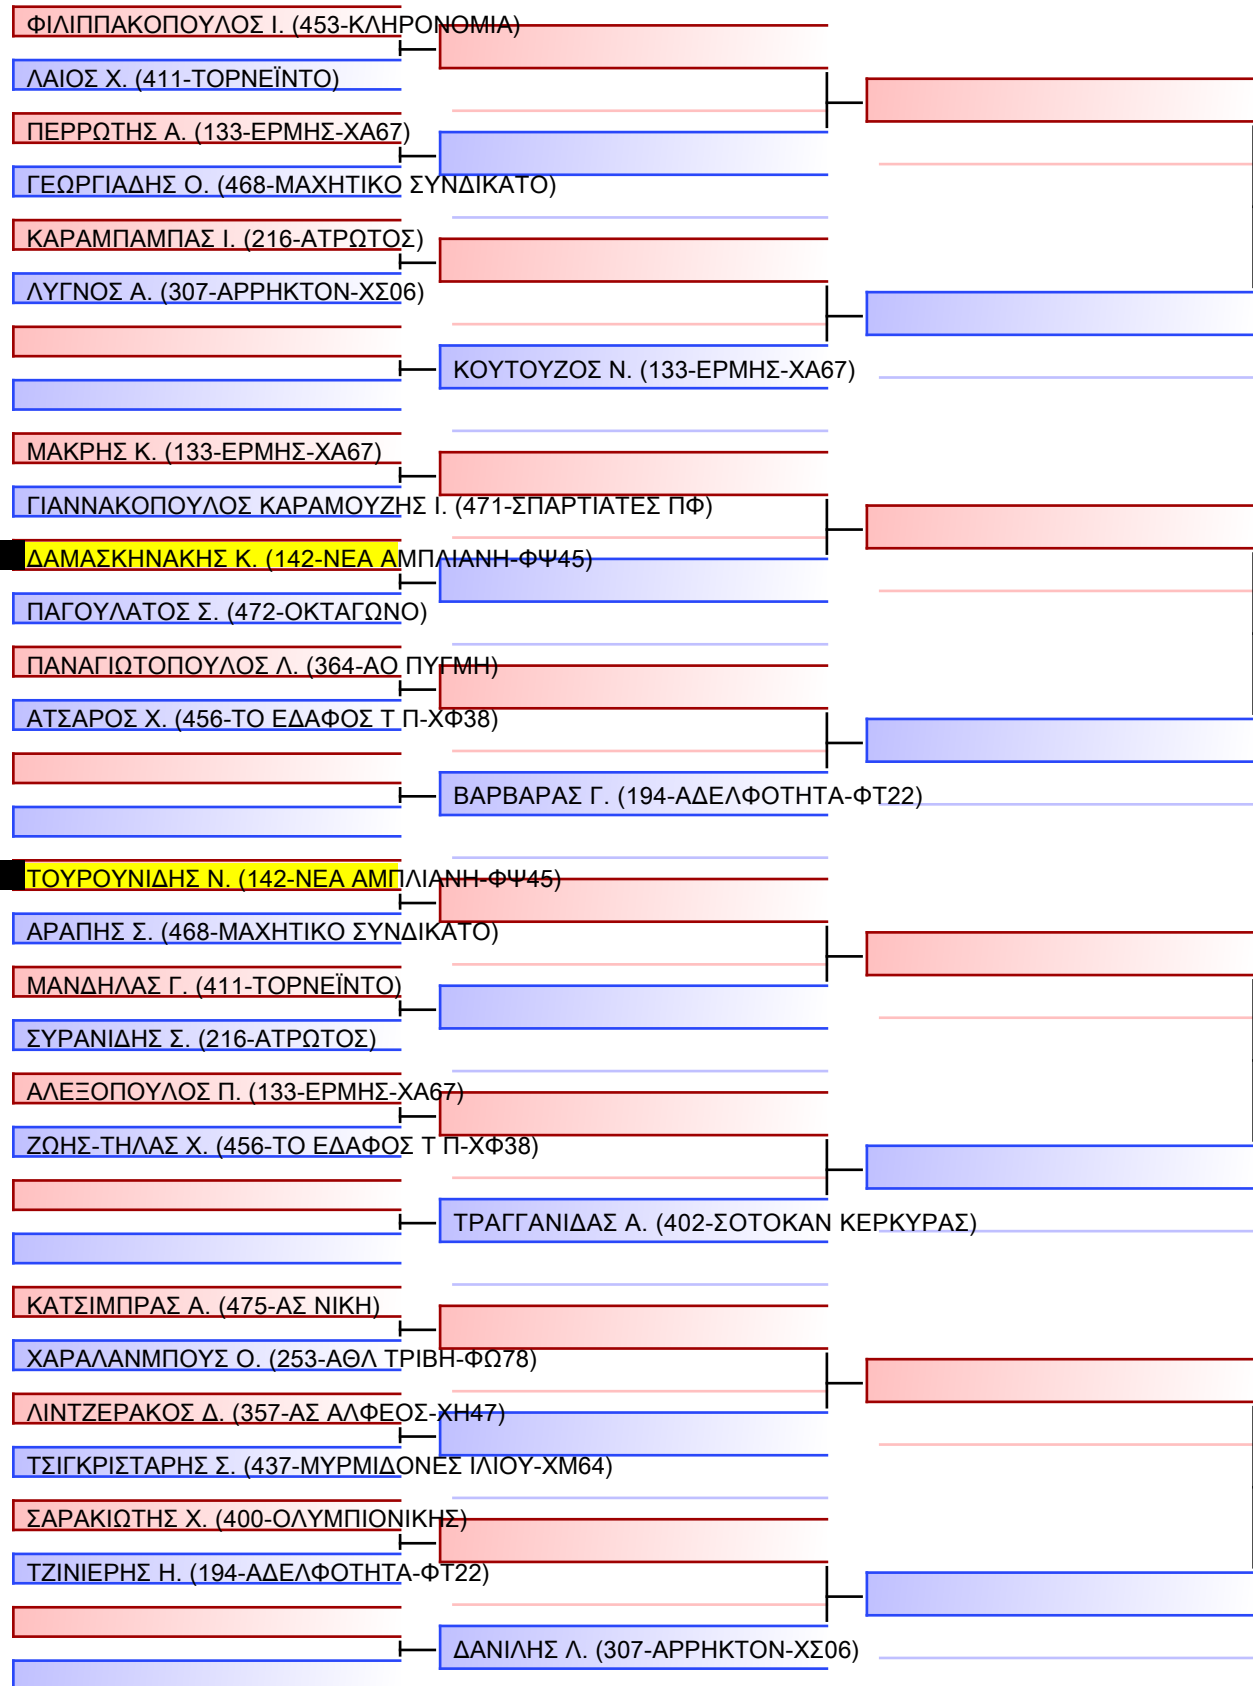 ΦΙΛΙΠΠΑΚΟΠΟΥΛΟΣ Ι. (453-ΚΛΗΡΟΝΟΜΙΑ)
ΛΑΙΟΣ Χ. (411-ΤΟΡΝΕΪΝΤΟ)
ΠΕΡΡΩΤΗΣ Α. (133-ΕΡΜΗΣ-ΧΑ67)
ΓΕΩΡΓΙΑΔΗΣ Ο. (468-ΜΑΧΗΤΙΚΟ ΣΥΝΔΙΚΑΤΟ)
ΚΑΡΑΜΠΑΜΠΑΣ Ι. (216-ΑΤΡΩΤΟΣ)
ΛΥΓΝΟΣ Α. (307-ΑΡΡΗΚΤΟΝ-ΧΣ06)
ΚΟΥΤΟΥΖΟΣ Ν. (133-ΕΡΜΗΣ-ΧΑ67)
ΜΑΚΡΗΣ Κ. (133-ΕΡΜΗΣ-ΧΑ67)
ΓΙΑΝΝΑΚΟΠΟΥΛΟΣ ΚΑΡΑΜΟΥΖΗΣ Ι. (471-ΣΠΑΡΤΙΑΤΕΣ ΠΦ)
ΔΑΜΑΣΚΗΝΑΚΗΣ Κ. (142-ΝΕΑ ΑΜΠΛΙΑΝΗ-ΦΨ45)
ΠΑΓΟΥΛΑΤΟΣ Σ. (472-ΟΚΤΑΓΩΝΟ)
ΠΑΝΑΓΙΩΤΟΠΟΥΛΟΣ Λ. (364-ΑΟ ΠΥΓΜΗ)
ΑΤΣΑΡΟΣ Χ. (456-ΤΟ ΕΔΑΦΟΣ Τ Π-ΧΦ38)
ΒΑΡΒΑΡΑΣ Γ. (194-ΑΔΕΛΦΟΤΗΤΑ-ΦΤ22)
ΤΟΥΡΟΥΝΙΔΗΣ Ν. (142-ΝΕΑ ΑΜΠΛΙΑΝΗ-ΦΨ45)
ΑΡΑΠΗΣ Σ. (468-ΜΑΧΗΤΙΚΟ ΣΥΝΔΙΚΑΤΟ)
ΜΑΝΔΗΛΑΣ Γ. (411-ΤΟΡΝΕΪΝΤΟ)
ΣΥΡΑΝΙΔΗΣ Σ. (216-ΑΤΡΩΤΟΣ)
ΑΛΕΞΟΠΟΥΛΟΣ Π. (133-ΕΡΜΗΣ-ΧΑ67)
ΖΩΗΣ-ΤΗΛΑΣ Χ. (456-ΤΟ ΕΔΑΦΟΣ Τ Π-ΧΦ38)
ΤΡΑΓΓΑΝΙΔΑΣ Α. (402-ΣΟΤΟΚΑΝ ΚΕΡΚΥΡΑΣ)
ΚΑΤΣΙΜΠΡΑΣ Α. (475-ΑΣ ΝΙΚΗ)
ΧΑΡΑΛΑΝΜΠΟΥΣ Ο. (253-ΑΘΛ ΤΡΙΒΗ-ΦΩ78)
ΛΙΝΤΖΕΡΑΚΟΣ Δ. (357-ΑΣ ΑΛΦΕΟΣ-ΧΗ47)
ΤΣΙΓΚΡΙΣΤΑΡΗΣ Σ. (437-ΜΥΡΜΙΔΟΝΕΣ ΙΛΙΟΥ-ΧΜ64)
ΣΑΡΑΚΙΩΤΗΣ Χ. (400-ΟΛΥΜΠΙΟΝΙΚΗΣ)
ΤΖΙΝΙΕΡΗΣ Η. (194-ΑΔΕΛΦΟΤΗΤΑ-ΦΤ22)
ΔΑΝΙΛΗΣ Λ. (307-ΑΡΡΗΚΤΟΝ-ΧΣ06)